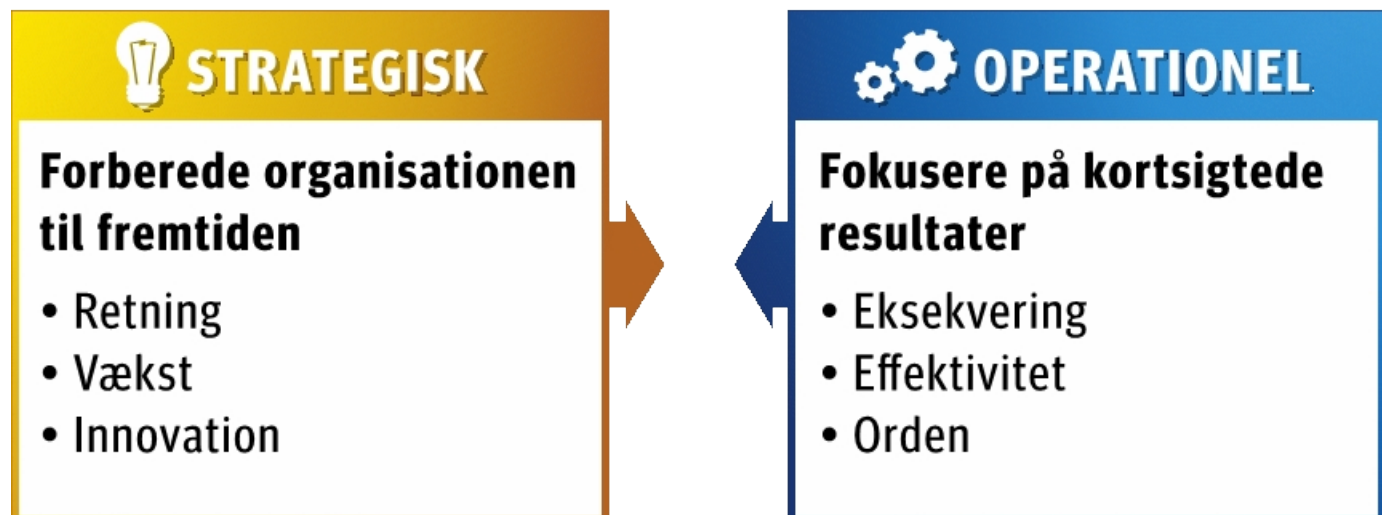 STRATEGISK
Forberede organisationen
til fremtiden
• Retning
• Vækst
• Innovation
OPERATIONEL
Fokusere på kortsigtede
resultater
• Eksekvering
• Effektivitet
• Orden